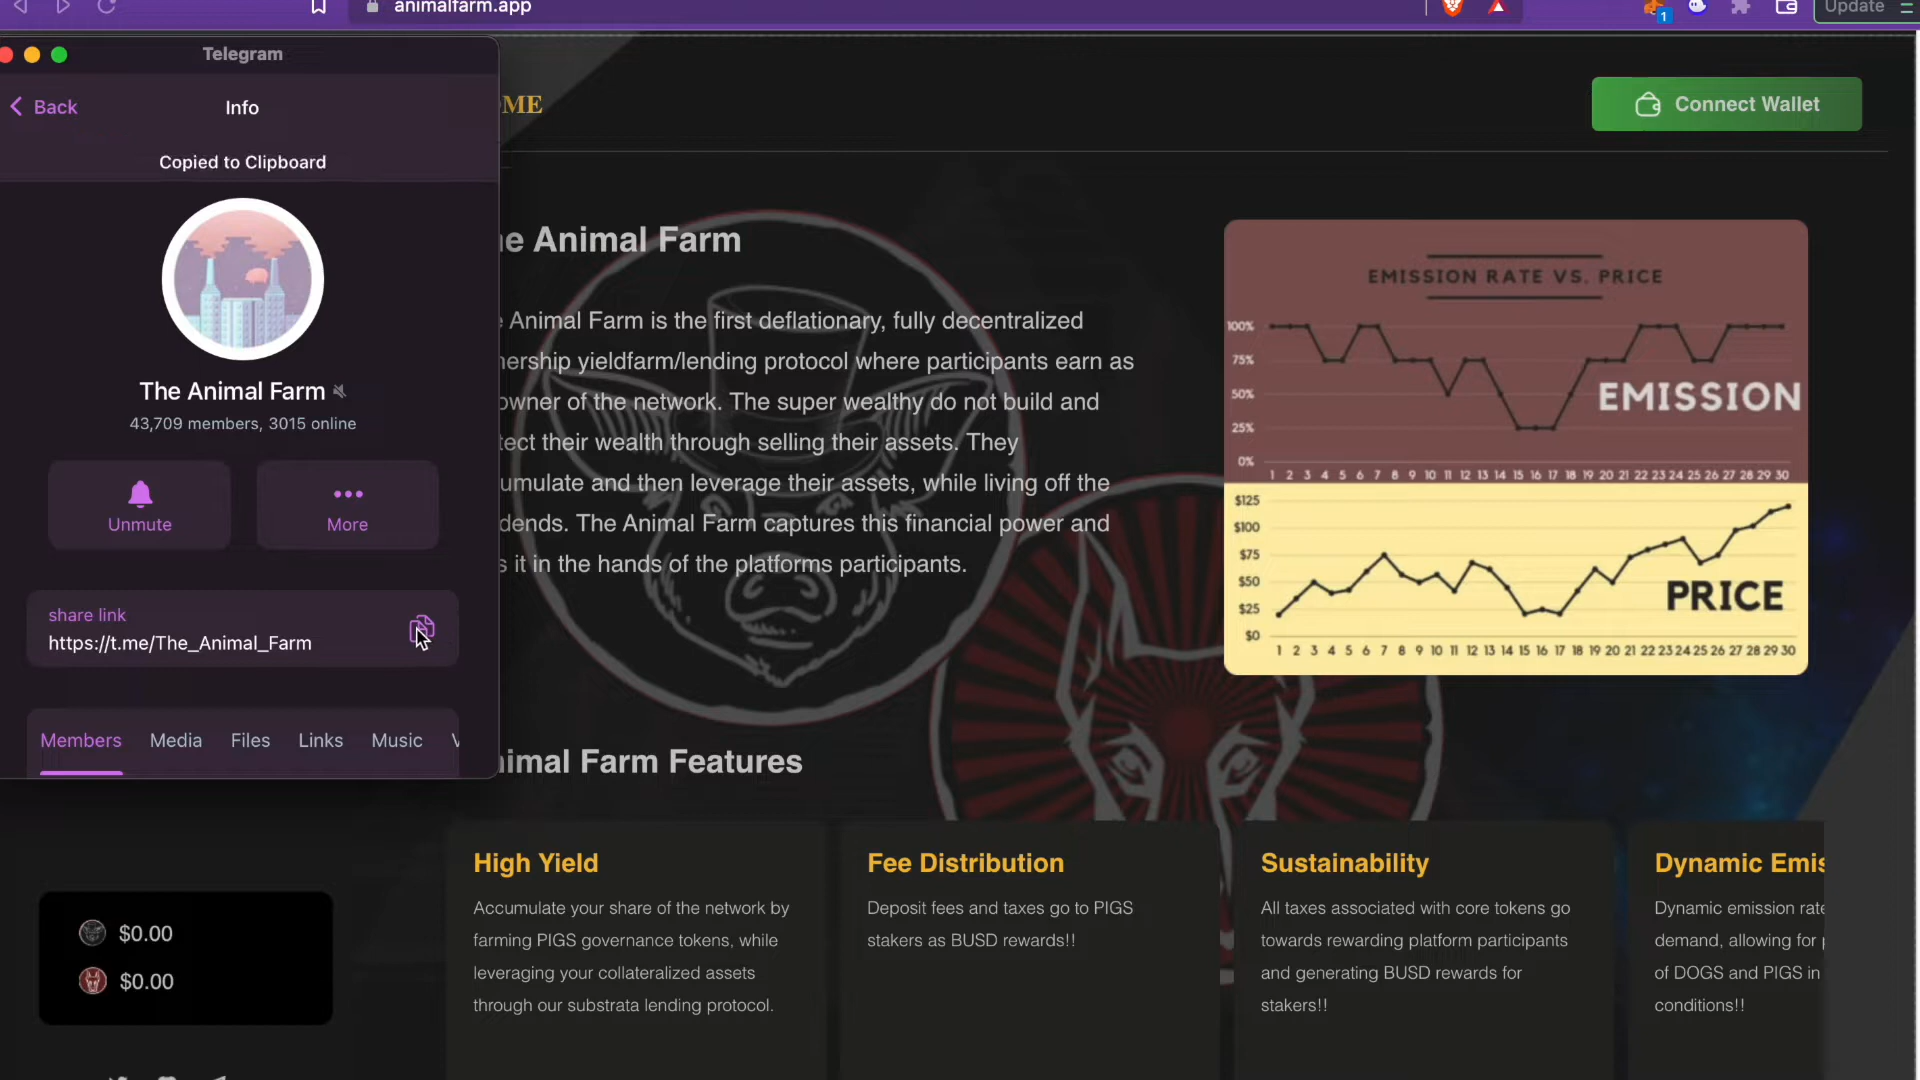 animalfarm.app
1
Update
Telegram
Back
Info
Copied to Clipboard
The Animal Farm
43,709 members, 3015 online
Unmute
More
share link
https://t.me/The_Animal_Farm
Members Media Files Links Music
Connect Wallet
Animal Farm
Animal Farm is the first deflationary, fully decentralized
yieldfarm/lending protocol where participants earn as
of the network. The super wealthy do not build and
their wealth through selling their assets. They
and then leverage their assets, while living off the
The Animal Farm captures this financial power and
it in the hands of the platforms participants.
EMISSION RATE VS. PRICE
100%
75%
50%
25%
0%
EMISSION
1 2 3 4 5 6 7 8 9 10 11 12 13 14 15 16 17 18 19 20 21 22 23 24 25 26 27 28 29 30
$125
$100
$75
$50
$25
$0
PRICE
1 2 3 4 5 6 7 8 9 10 11 12 13 14 15 16 17 18 19 20 21 22 23 24 25 26 27 28 29 30
Farm Features
$0.00
$0.00
High Yield
Accumulate your share of the network by
farming PIGS governance tokens, while
leveraging your collateralized assets
through our substrata lending protocol.
Fee Distribution
Deposit fees and taxes go to PIGS
stakers as BUSD rewards!!
Sustainability
All taxes associated with core tokens go
towards rewarding platform participants
and generating BUSD rewards for
stakers!!
Dynamic
Dynamic emission rate
demand, allowing for
of DOGS and PIGS in
conditions!!